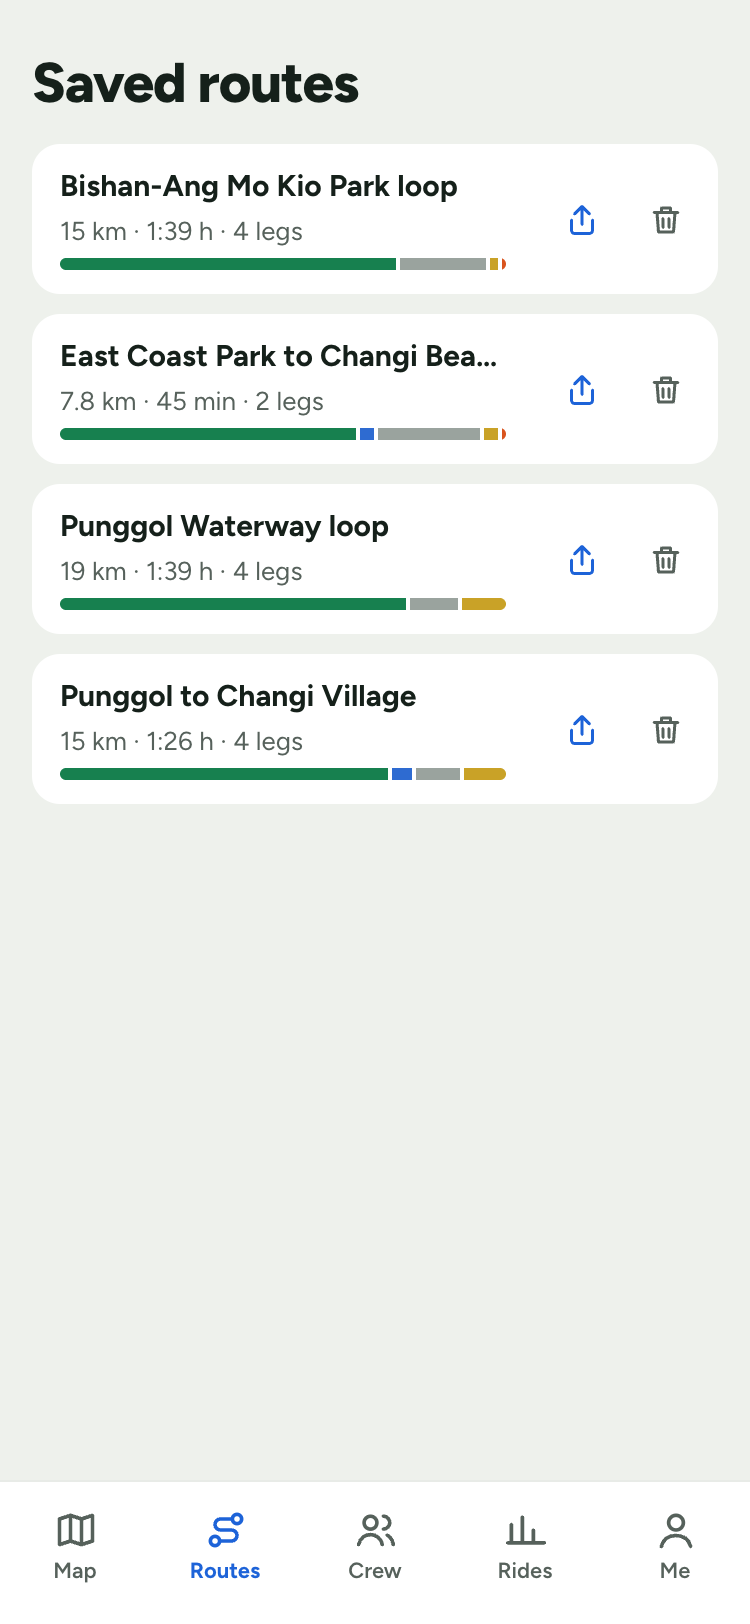 Saved routes
Bishan-Ang Mo Kio Park loop
15 km · 1:39 h · 4 legs
East Coast Park to Changi Bea...
7.8 km · 45 min · 2 legs
Punggol Waterway loop
19 km · 1:39 h · 4 legs
Punggol to Changi Village
15 km · 1:26 h · 4 legs
Map
Routes
Crew
Rides
Me